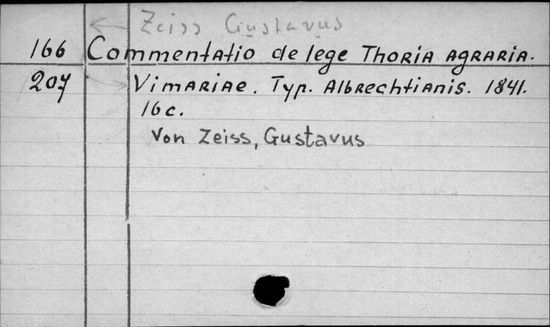 Zeiss Gustavus
166 Commentatio de lege Thoria agraria.
207 Vimariae. Typ. Albrechtianis. 1841.
16 c.
Von Zeiss, Gustavus